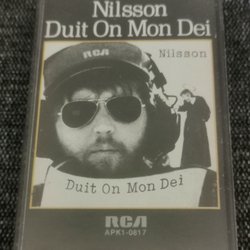 Nilsson
Duit On Mon Dei
RCA
Nilsson
Duit On Mon Dei
RCA
APK1-0817